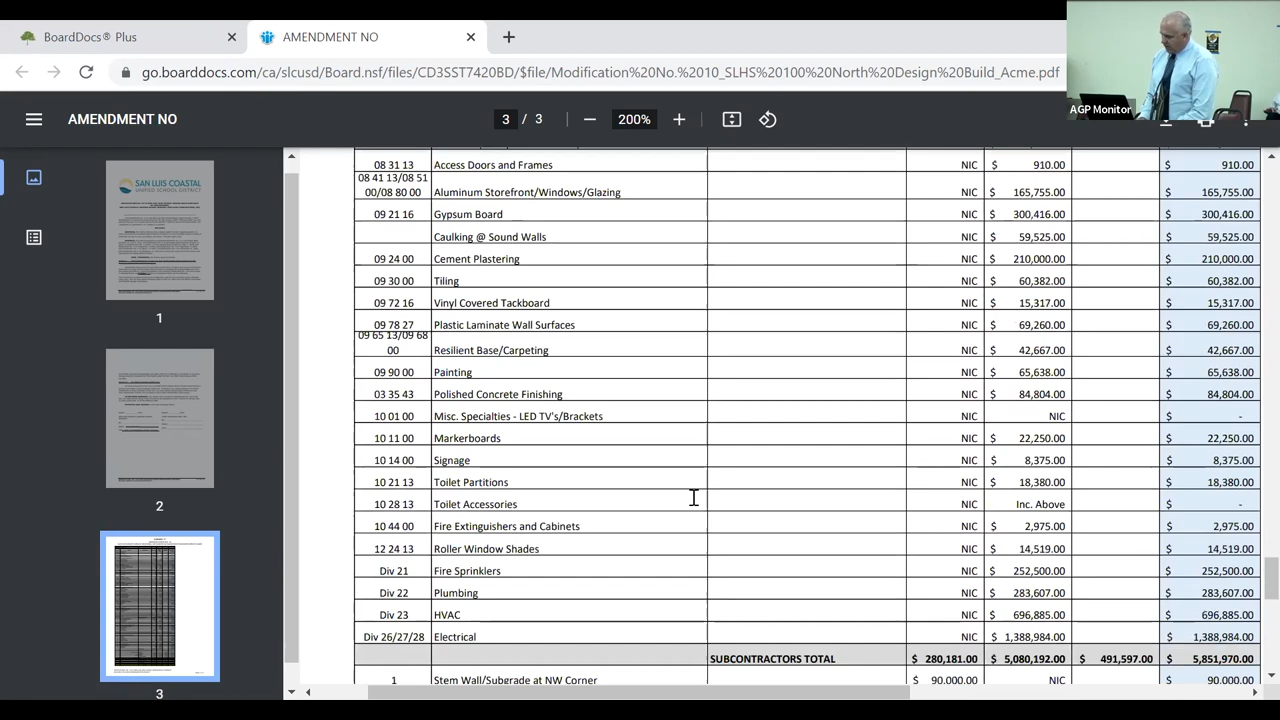 BoardDocs® Plus
AMENDMENT NO
go.boarddocs.com/ca/slcusd/Board.nsf/files/CD3SST7420BD/$file/Modification%20No.%2010_SLHS%20100%20North%20Design%20Build_Acme.pdf
AGP Monitor
AMENDMENT NO
3 / 3
200%
SAN LUIS COASTAL
UNIFIED SCHOOL DISTRICT
1
2
3
08 31 13 Access Doors and Frames NIC $ 910.00 $ 910.00
08 41 13/08 51
00/08 80 00 Aluminum Storefront/Windows/Glazing NIC $ 165,755.00 $ 165,755.00
09 21 16 Gypsum Board NIC $ 300,416.00 $ 300,416.00
Caulking @ Sound Walls NIC $ 59,525.00 $ 59,525.00
09 24 00 Cement Plastering NIC $ 210,000.00 $ 210,000.00
09 30 00 Tiling NIC $ 60,382.00 $ 60,382.00
09 72 16 Vinyl Covered Tackboard NIC $ 15,317.00 $ 15,317.00
09 78 27 Plastic Laminate Wall Surfaces NIC $ 69,260.00 $ 69,260.00
09 65 13/09 68
00 Resilient Base/Carpeting NIC $ 42,667.00 $ 42,667.00
09 90 00 Painting NIC $ 65,638.00 $ 65,638.00
03 35 43 Polished Concrete Finishing NIC $ 84,804.00 $ 84,804.00
10 01 00 Misc. Specialties - LED TV's/Brackets NIC NIC $ -
10 11 00 Markerboards NIC $ 22,250.00 $ 22,250.00
10 14 00 Signage NIC $ 8,375.00 $ 8,375.00
10 21 13 Toilet Partitions NIC $ 18,380.00 $ 18,380.00
10 28 13 Toilet Accessories NIC Inc. Above $ -
10 44 00 Fire Extinguishers and Cabinets NIC $ 2,975.00 $ 2,975.00
12 24 13 Roller Window Shades NIC $ 14,519.00 $ 14,519.00
Div 21 Fire Sprinklers NIC $ 252,500.00 $ 252,500.00
Div 22 Plumbing NIC $ 283,607.00 $ 283,607.00
Div 23 HVAC NIC $ 696,885.00 $ 696,885.00
Div 26/27/28 Electrical NIC $ 1,388,984.00 $ 1,388,984.00
SUBCONTRACTORS TOTAL $ 280,181.00 $ 5,080,192.00 $ 491,597.00 $ 5,851,970.00
1 Stem Wall/Subgrade at NW Corner $ 90,000.00 NIC $ 90,000.00